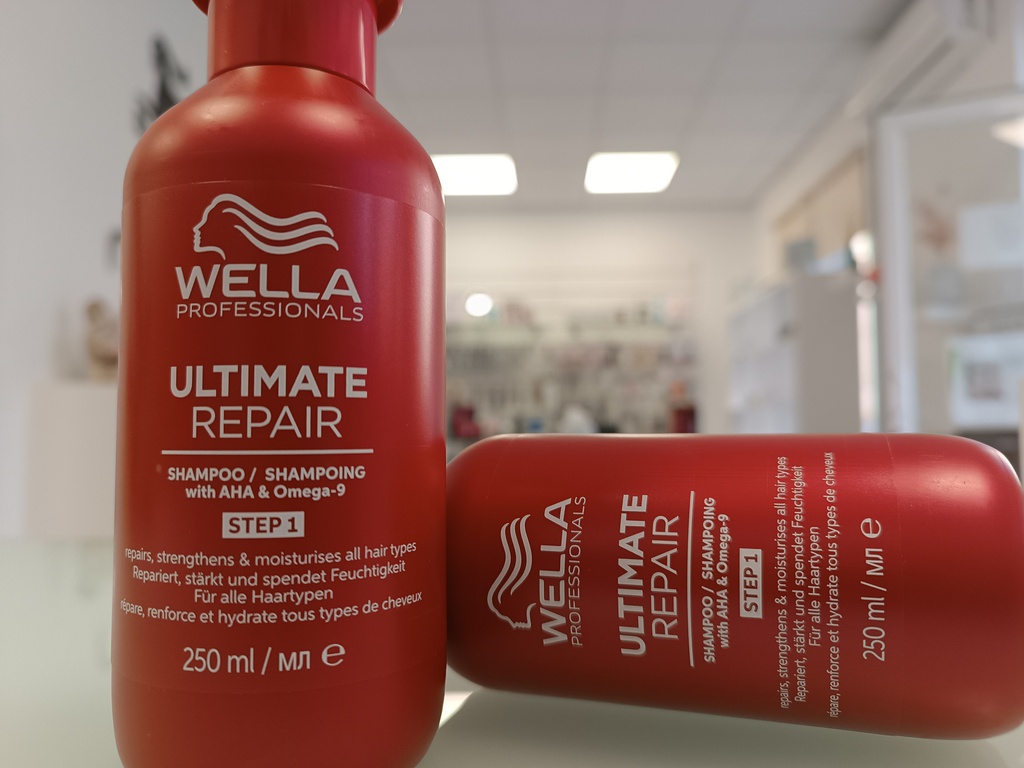 WELLA
PROFESSIONALS
ULTIMATE
REPAIR
SHAMPOO / SHAMPOING
with AHA & Omega-9
STEP 1
repairs, strengthens & moisturises all hair types
Repariert, stärkt und spendet Feuchtigkeit
Für alle Haartypen
répare, renforce et hydrate tous types de cheveux
250 ml / мл ℮
WELLA
PROFESSIONALS
ULTIMATE
REPAIR
SHAMPOO / SHAMPOING
with AHA & Omega-9
STEP 1
repairs, strengthens & moisturises all hair types
Repariert, stärkt und spendet Feuchtigkeit
Für alle Haartypen
répare, renforce et hydrate tous types de cheveux
250 ml / мл ℮